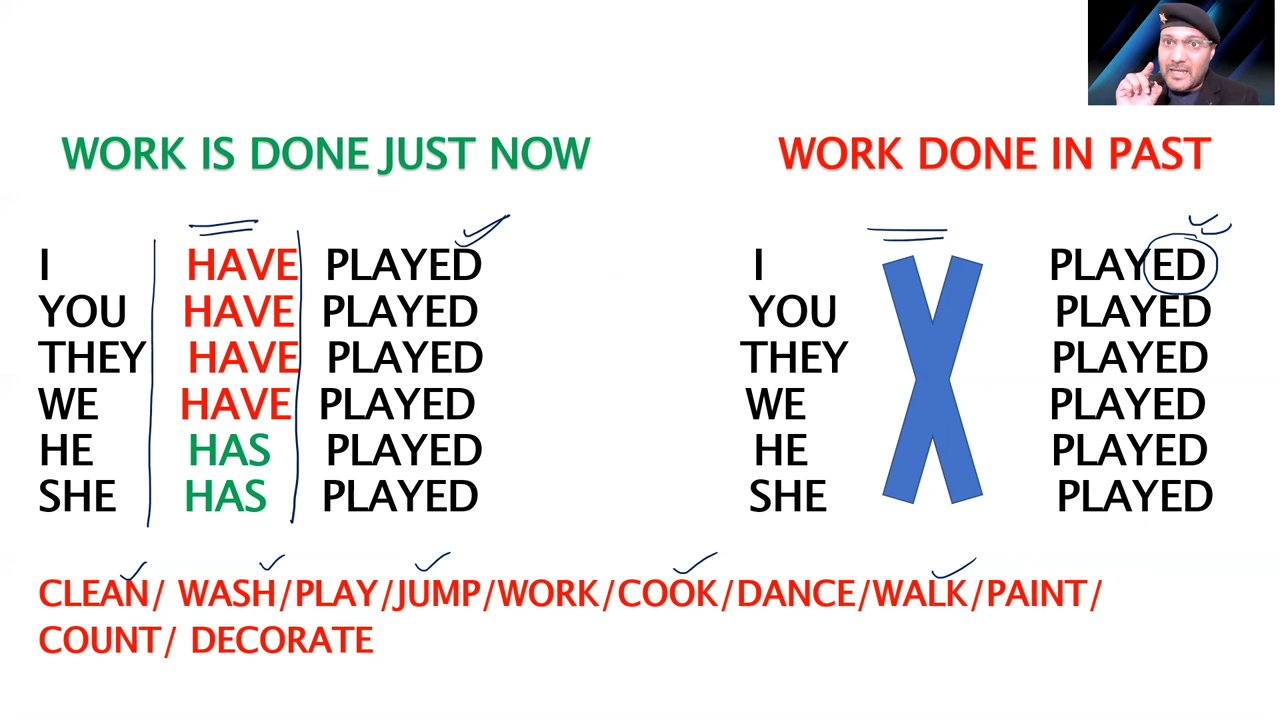 WORK IS DONE JUST NOW
I HAVE PLAYED
YOU HAVE PLAYED
THEY HAVE PLAYED
WE HAVE PLAYED
HE HAS PLAYED
SHE HAS PLAYED
WORK DONE IN PAST
I PLAYED
YOU PLAYED
THEY PLAYED
WE PLAYED
HE PLAYED
SHE PLAYED
CLEAN/ WASH/PLAY/JUMP/WORK/COOK/DANCE/WALK/PAINT/
COUNT/ DECORATE